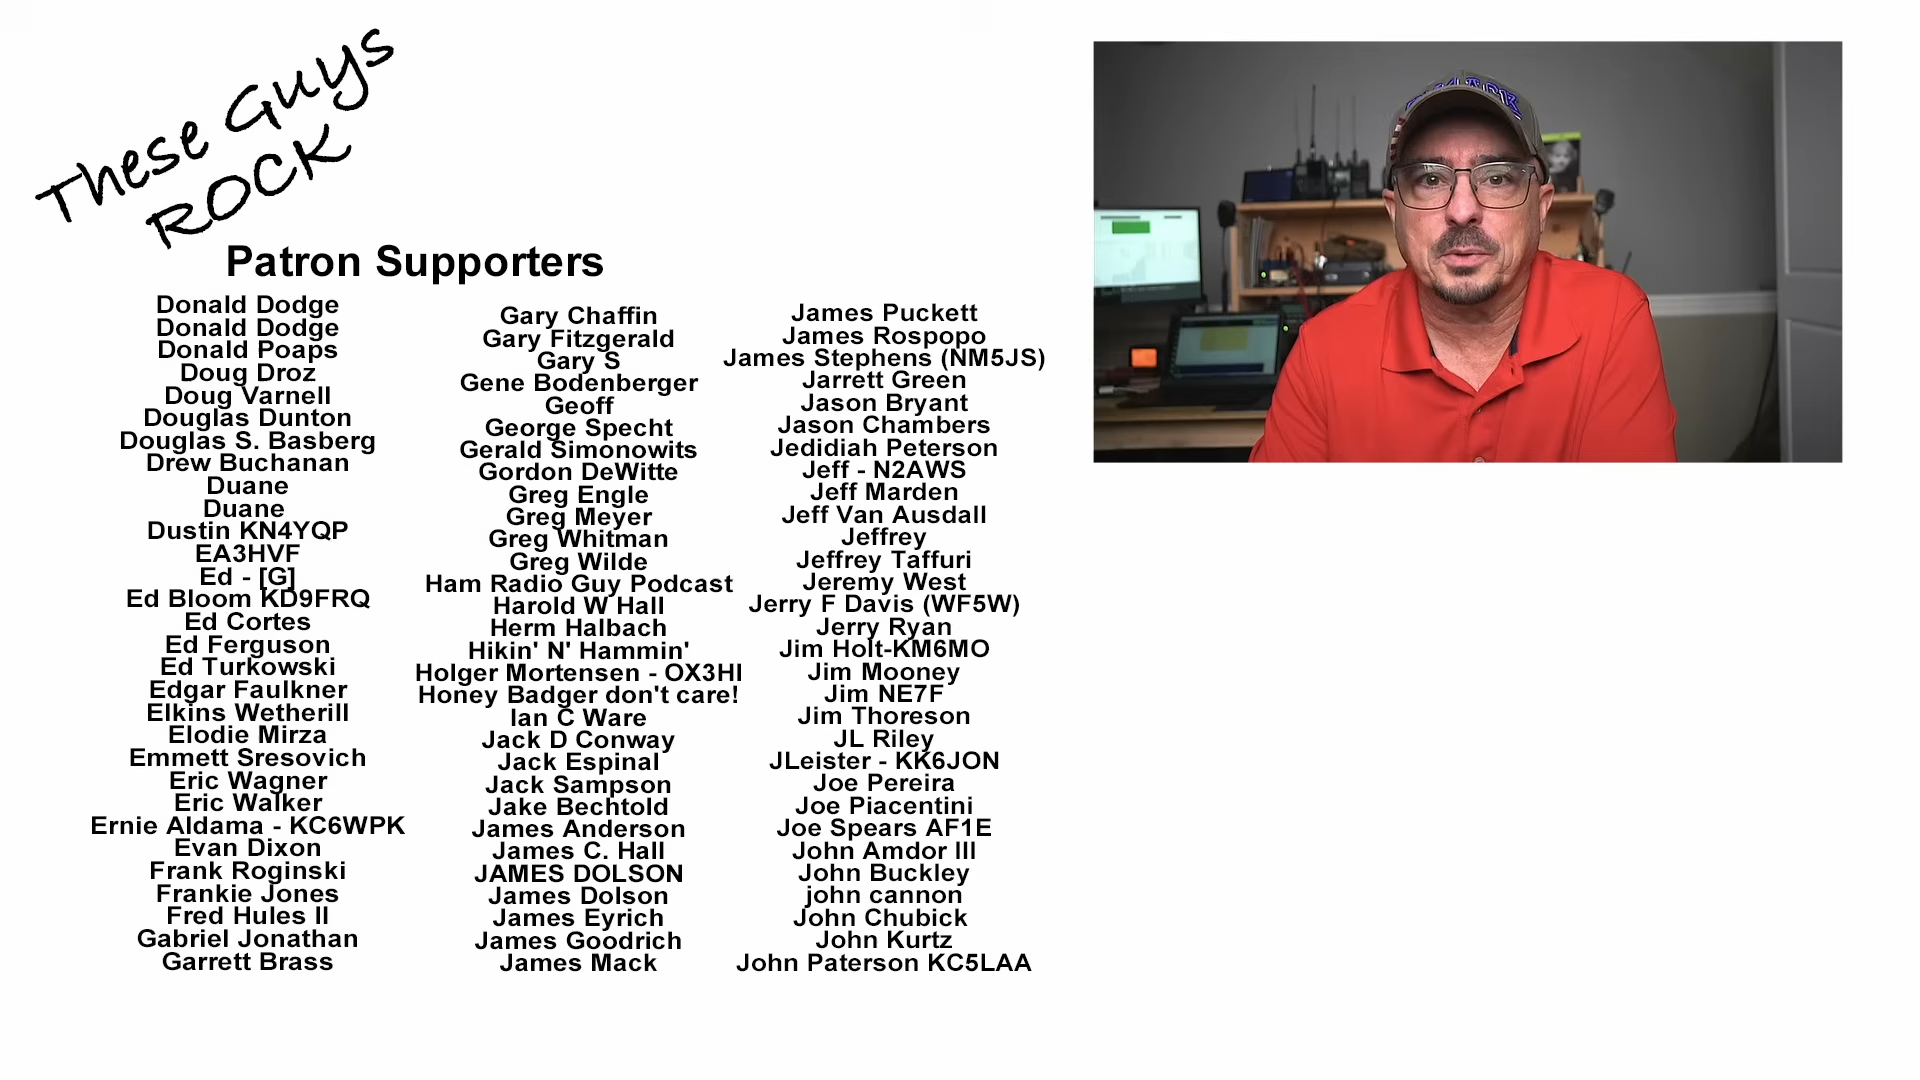 These Guys
ROCK
Patron Supporters
Donald Dodge
Donald Dodge
Donald Poaps
Doug Droz
Doug Varnell
Douglas Dunton
Douglas S. Basberg
Drew Buchanan
Duane
Duane
Dustin KN4YQP
EA3HVF
Ed - [G]
Ed Bloom KD9FRQ
Ed Cortes
Ed Ferguson
Ed Turkowski
Edgar Faulkner
Elkins Wetherill
Elodie Mirza
Emmett Sresovich
Eric Wagner
Eric Walker
Ernie Aldama - KC6WPK
Evan Dixon
Frank Roginski
Frankie Jones
Fred Hules II
Gabriel Jonathan
Garrett Brass
Gary Chaffin
Gary Fitzgerald
Gary S
Gene Bodenberger
Geoff
George Specht
Gerald Simonowits
Gordon DeWitte
Greg Engle
Greg Meyer
Greg Whitman
Greg Wilde
Ham Radio Guy Podcast
Harold W Hall
Herm Halbach
Hikin' N' Hammin'
Holger Mortensen - OX3HI
Honey Badger don't care!
Ian C Ware
Jack D Conway
Jack Espinal
Jack Sampson
Jake Bechtold
James Anderson
James C. Hall
JAMES DOLSON
James Dolson
James Eyrich
James Goodrich
James Mack
James Puckett
James Rospopo
James Stephens (NM5JS)
Jarrett Green
Jason Bryant
Jason Chambers
Jedidiah Peterson
Jeff - N2AWS
Jeff Marden
Jeff Van Ausdall
Jeffrey
Jeffrey Taffuri
Jeremy West
Jerry F Davis (WF5W)
Jerry Ryan
Jim Holt-KM6MO
Jim Mooney
Jim NE7F
Jim Thoreson
JL Riley
JLeister - KK6JON
Joe Pereira
Joe Piacentini
Joe Spears AF1E
John Amdor III
John Buckley
john cannon
John Chubick
John Kurtz
John Paterson KC5LAA